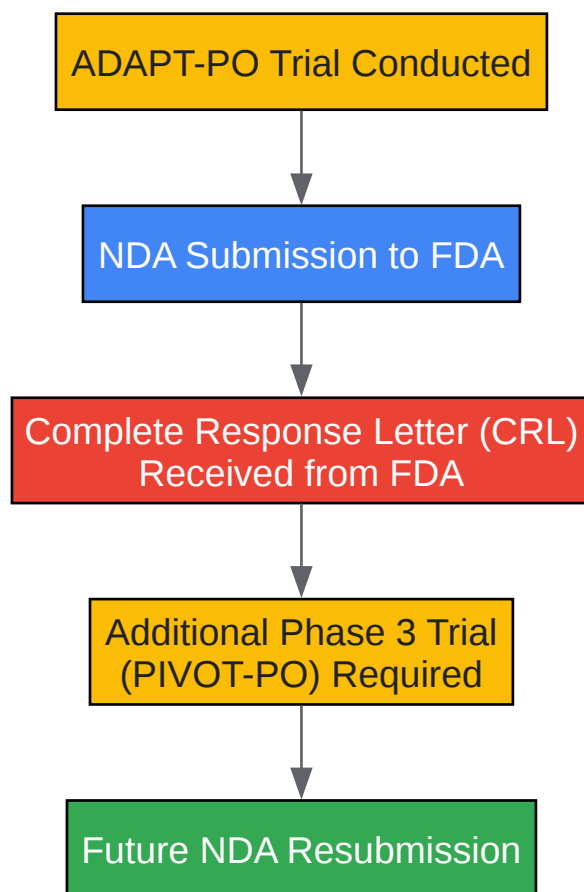 ADAPT-PO Trial Conducted
NDA Submission to FDA
Complete Response Letter (CRL)
Received from FDA
Additional Phase 3 Trial
(PIVOT-PO) Required
Future NDA Resubmission